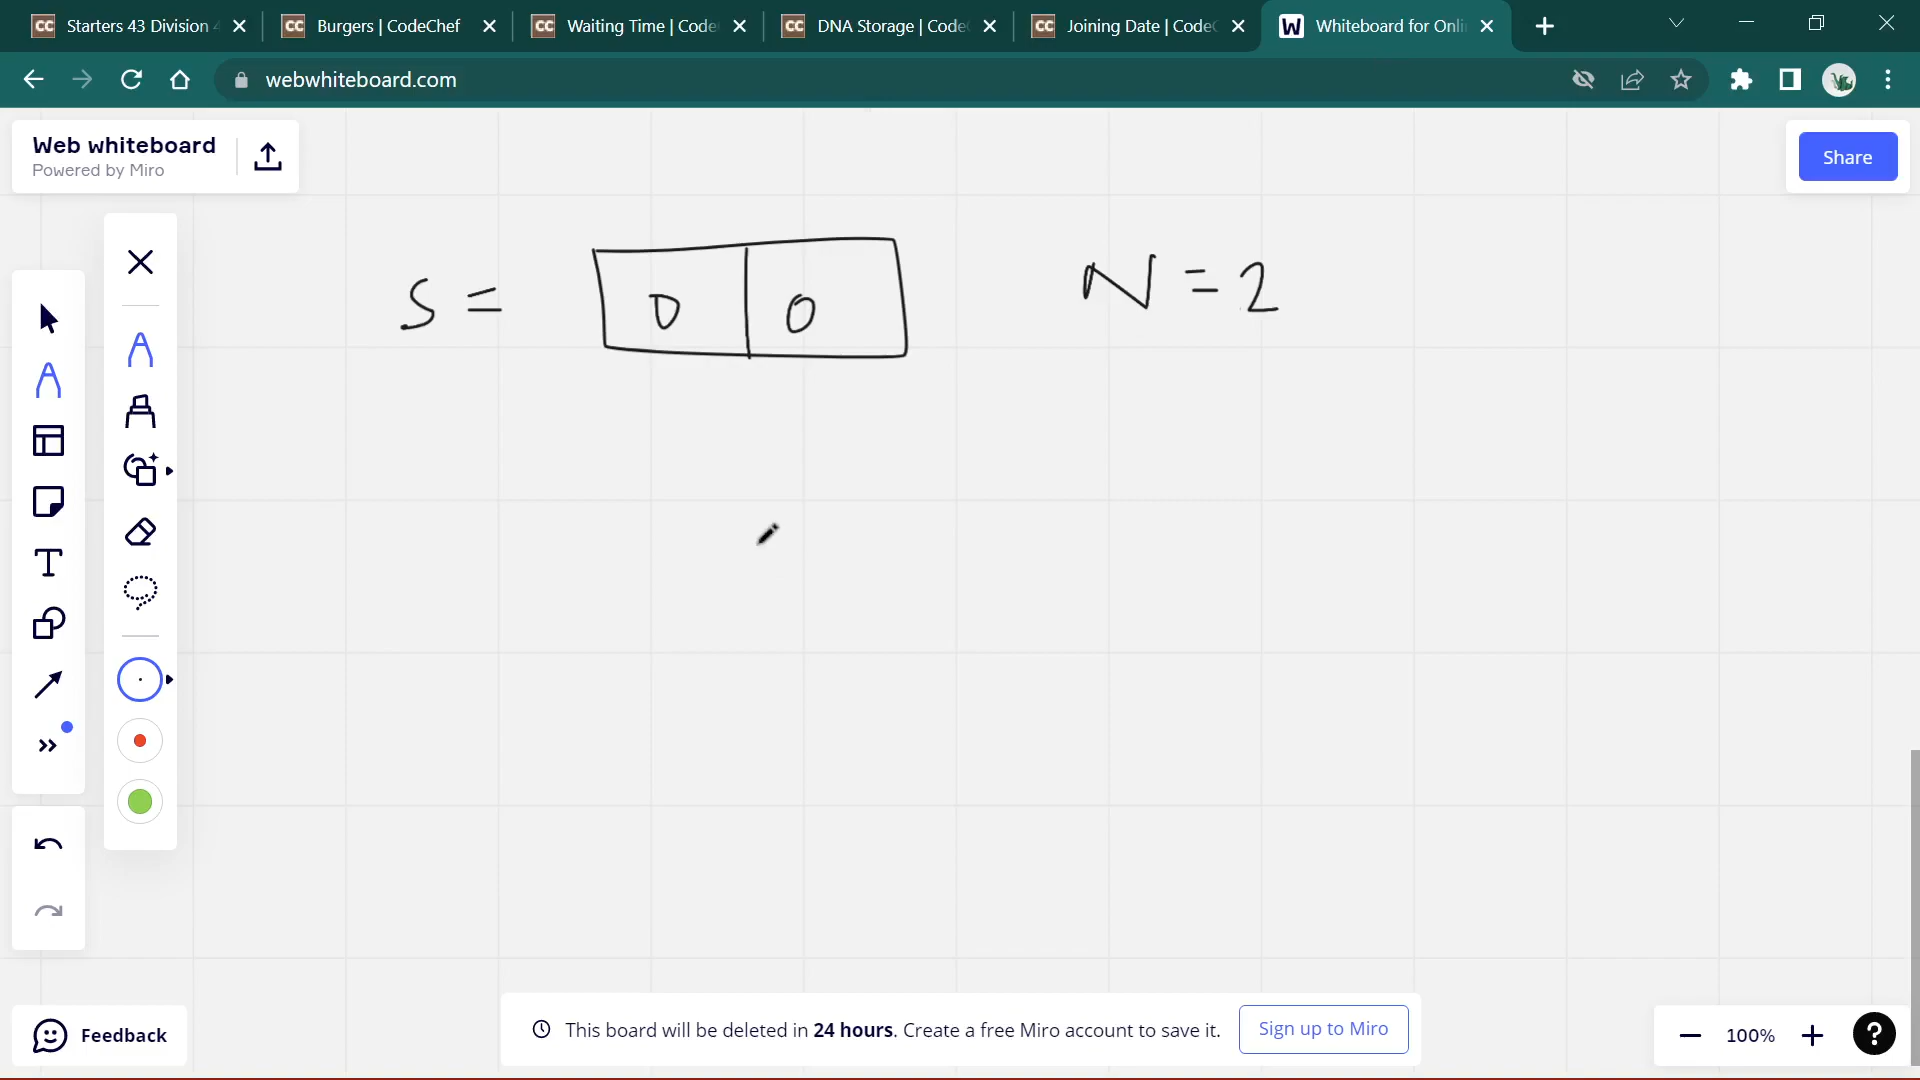 Starters 43 Division 4
Burgers | CodeChef
Waiting Time | Code
DNA Storage | Code
Joining Date | CodeC
W
Whiteboard for Onli
webwhiteboard.com
Web whiteboard
Powered by Miro
Share
S = 0 0 N = 2
T
Feedback
This board will be deleted in 24 hours. Create a free Miro account to save it.
Sign up to Miro
100%
?